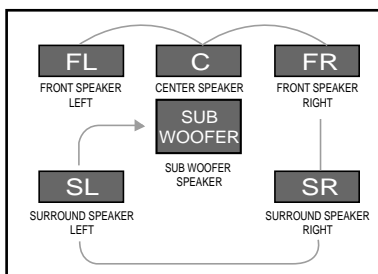 FL
FRONT SPEAKER
LEFT
C
CENTER SPEAKER
FR
FRONT SPEAKER
RIGHT
SUB
WOOFER
SUB WOOFER
SPEAKER
SL
SURROUND SPEAKER
LEFT
SR
SURROUND SPEAKER
RIGHT